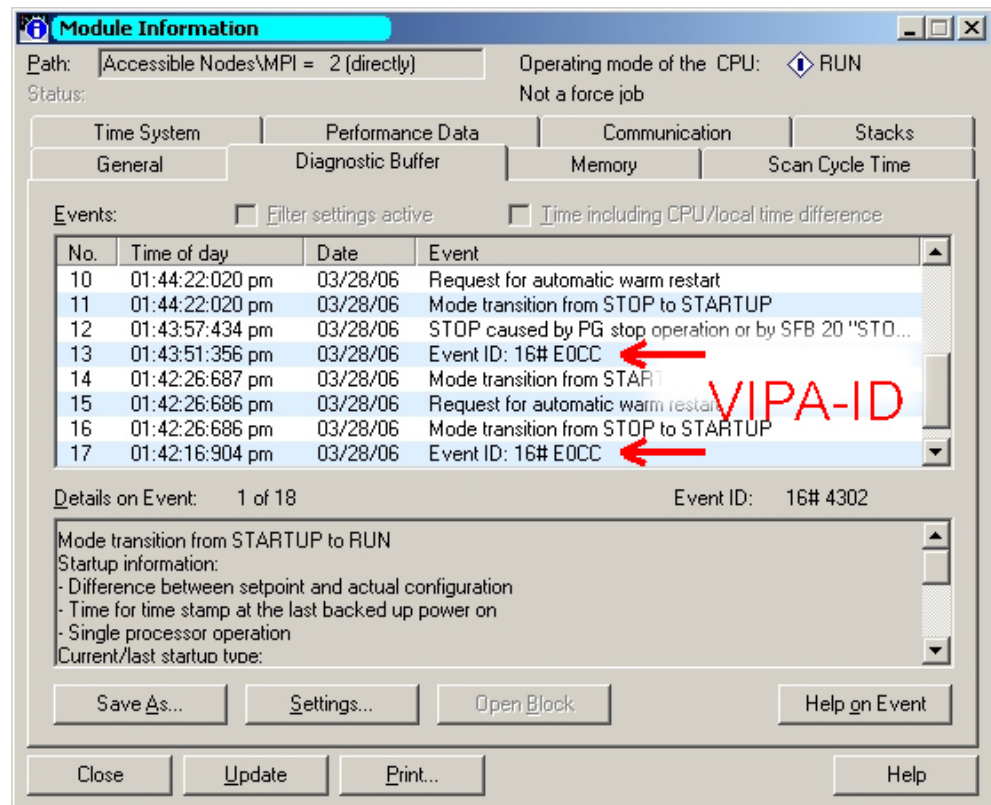 Module Information
Path: Accessible Nodes\MPI = 2 (directly) Operating mode of the CPU: RUN
Status: Not a force job
Time System Performance Data Communication Stacks
General Diagnostic Buffer Memory Scan Cycle Time
Events: Filter settings active Time including CPU/local time difference
No. Time of day Date Event
10 01:44:22:020 pm 03/28/06 Request for automatic warm restart
11 01:44:22:020 pm 03/28/06 Mode transition from STOP to STARTUP
12 01:43:57:434 pm 03/28/06 STOP caused by PG stop operation or by SFB 20 "STO...
13 01:43:51:356 pm 03/28/06 Event ID: 16# E0CC
14 01:42:26:687 pm 03/28/06 Mode transition from START
15 01:42:26:686 pm 03/28/06 Request for automatic warm restart
VIPA-ID
16 01:42:26:686 pm 03/28/06 Mode transition from STOP to STARTUP
17 01:42:16:904 pm 03/28/06 Event ID: 16# E0CC
Details on Event: 1 of 18 Event ID: 16# 4302
Mode transition from STARTUP to RUN
Startup information:
- Difference between setpoint and actual configuration
- Time for time stamp at the last backed up power on
- Single processor operation
Current/last startup type:
Save As... Settings... Open Block Help on Event
Close Update Print... Help